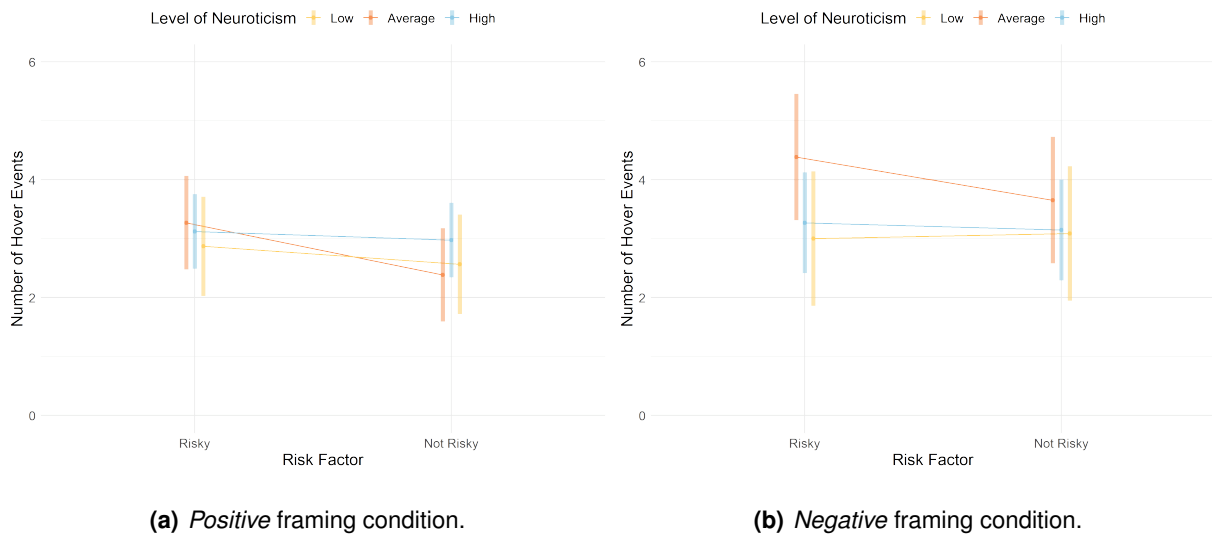 Level of Neuroticism Low Average High
6
4
2
0
Number of Hover Events
Risky Not Risky
Risk Factor
(a) Positive framing condition.
Level of Neuroticism Low Average High
6
4
2
0
Number of Hover Events
Risky Not Risky
Risk Factor
(b) Negative framing condition.